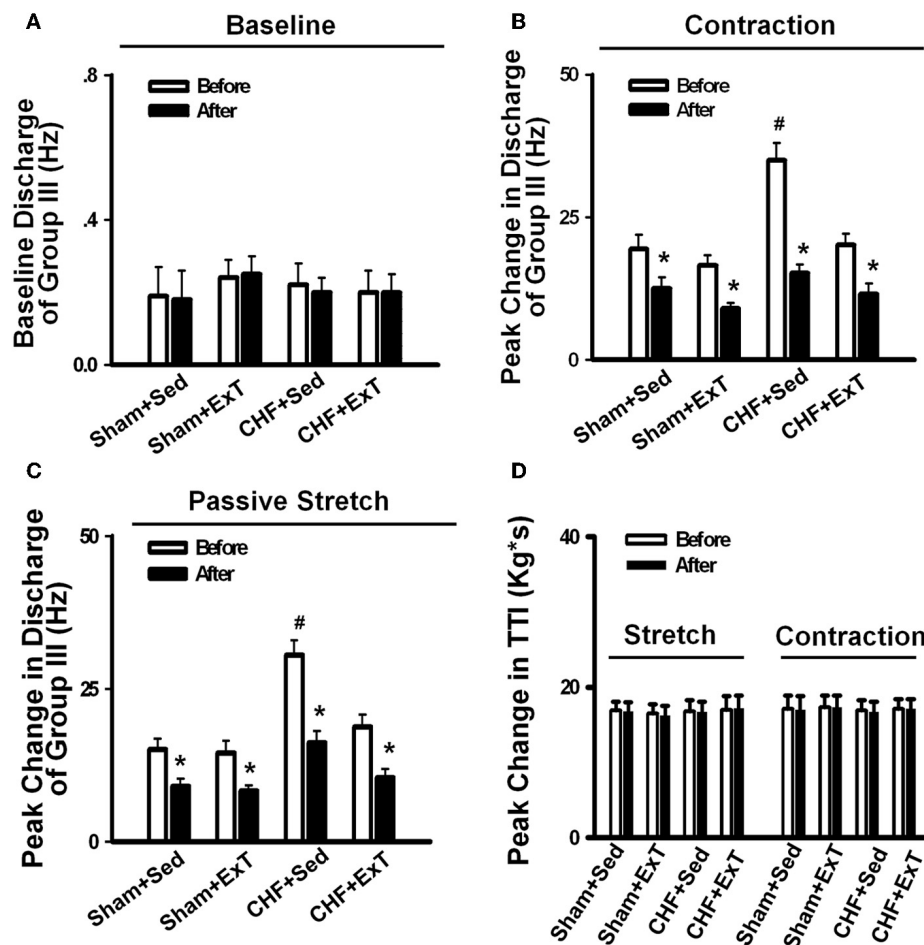 A
Baseline
Before
After
Baseline Discharge
of Group III (Hz)
.8
.4
0.0
Sham+Sed
Sham+ExT
CHF+Sed
CHF+ExT
B
Contraction
Before
After
Peak Change in Discharge
of Group III (Hz)
50
25
0
#
*
*
*
*
Sham+Sed
Sham+ExT
CHF+Sed
CHF+ExT
C
Passive Stretch
Before
After
Peak Change in Discharge
of Group III (Hz)
50
25
0
#
*
*
*
*
Sham+Sed
Sham+ExT
CHF+Sed
CHF+ExT
D
Before
After
Peak Change in TTI (Kg*s)
40
20
0
Stretch
Contraction
Sham+Sed
Sham+ExT
CHF+Sed
CHF+ExT
Sham+Sed
Sham+ExT
CHF+Sed
CHF+ExT